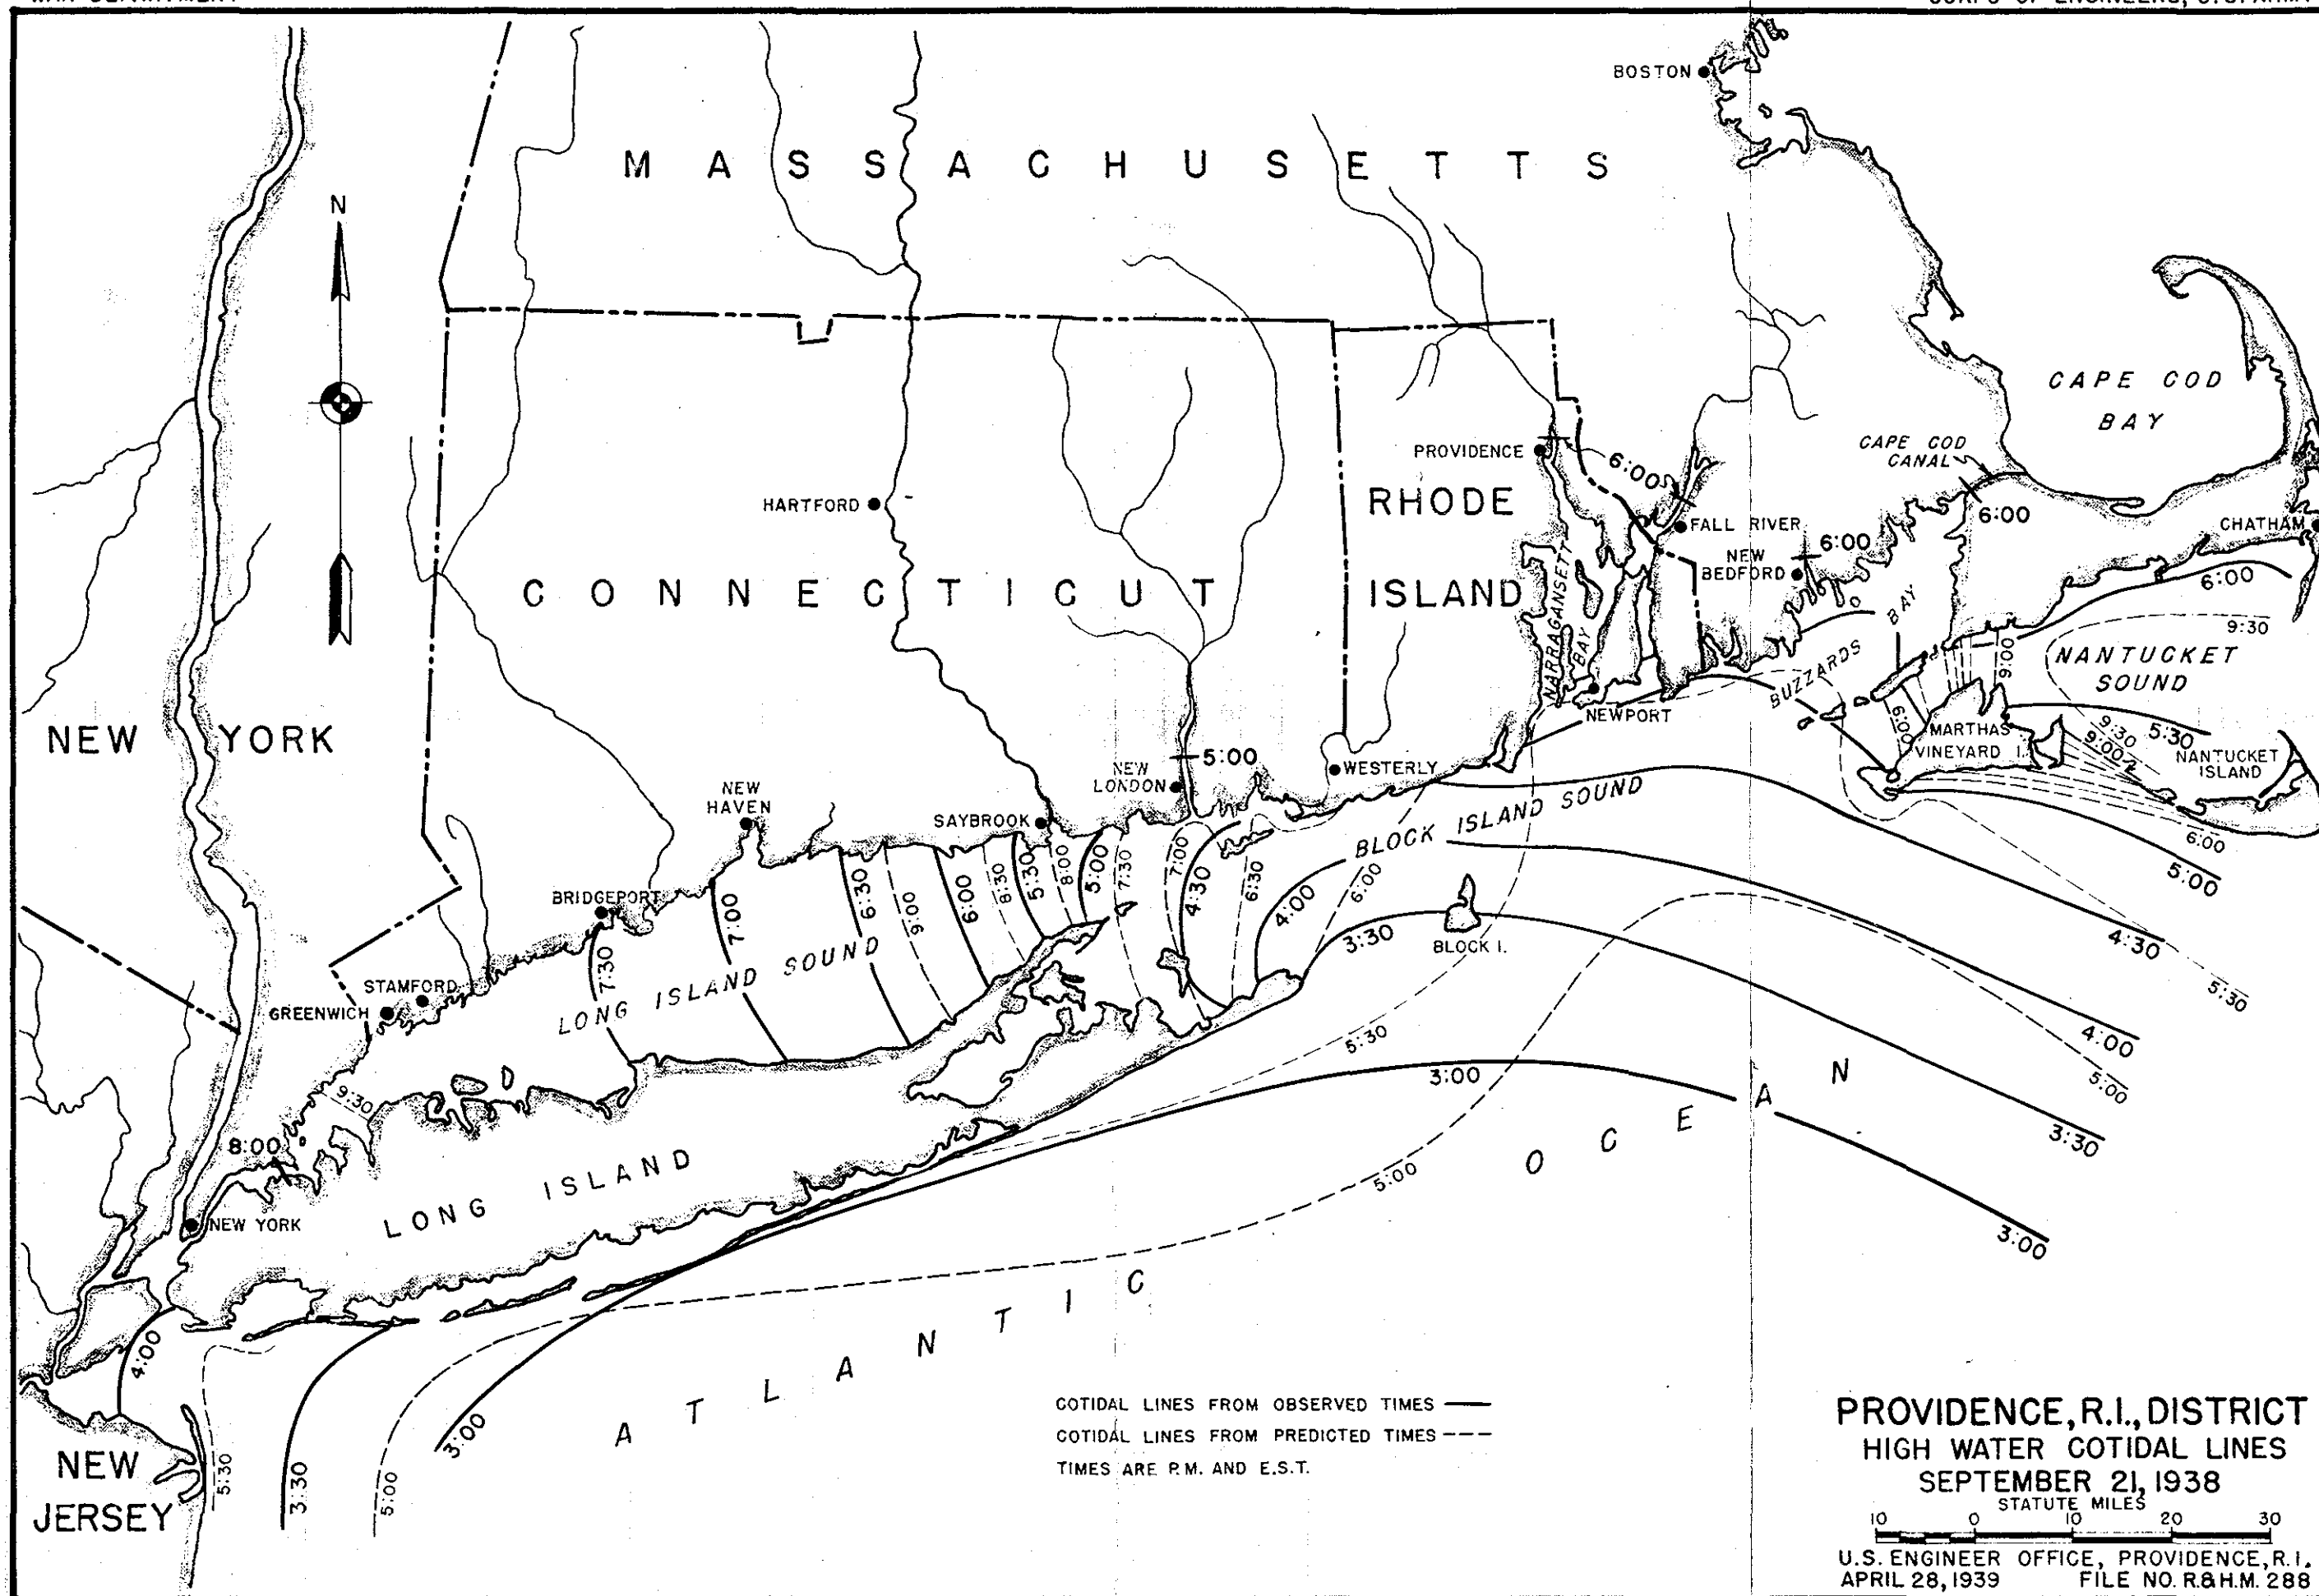 BOSTON
MASSACHUSETTS
N
CAPE COD
BAY
CAPE COD
CANAL
PROVIDENCE
6:00
6:00
HARTFORD
RHODE
ISLAND
FALL RIVER
CHATHAM
NEW
BEDFORD
6:00
6:00
CONNECTICUT
NARRAGANSETT
BAY
BUZZARDS BAY
9:30
9:00
NANTUCKET
SOUND
NEW YORK
NEWPORT
6:00
MARTHAS
VINEYARD I.
9:30
9:00
5:30
NANTUCKET
ISLAND
5:00
NEW
LONDON
WESTERLY
NEW
HAVEN
SAYBROOK
BLOCK ISLAND SOUND
6:00
5:00
BRIDGEPORT
7:30
7:00
6:30
9:00
6:00
8:30
5:30
8:00
5:00
7:30
7:00
4:30
6:30
4:00
6:00
3:30
BLOCK I.
4:30
5:30
4:00
5:00
3:30
3:00
STAMFORD
GREENWICH
LONG ISLAND SOUND
5:30
3:00
9:30
8:00
5:00
LONG ISLAND
NEW YORK
ATLANTIC OCEAN
4:00
3:00
5:30
3:30
5:00
NEW
JERSEY
COTIDAL LINES FROM OBSERVED TIMES
COTIDAL LINES FROM PREDICTED TIMES
TIMES ARE P.M. AND E.S.T.
PROVIDENCE, R.I., DISTRICT
HIGH WATER COTIDAL LINES
SEPTEMBER 21, 1938
STATUTE MILES
10 0 10 20 30
U.S. ENGINEER OFFICE, PROVIDENCE, R.I.
APRIL 28, 1939 FILE NO. R.&H.M. 288